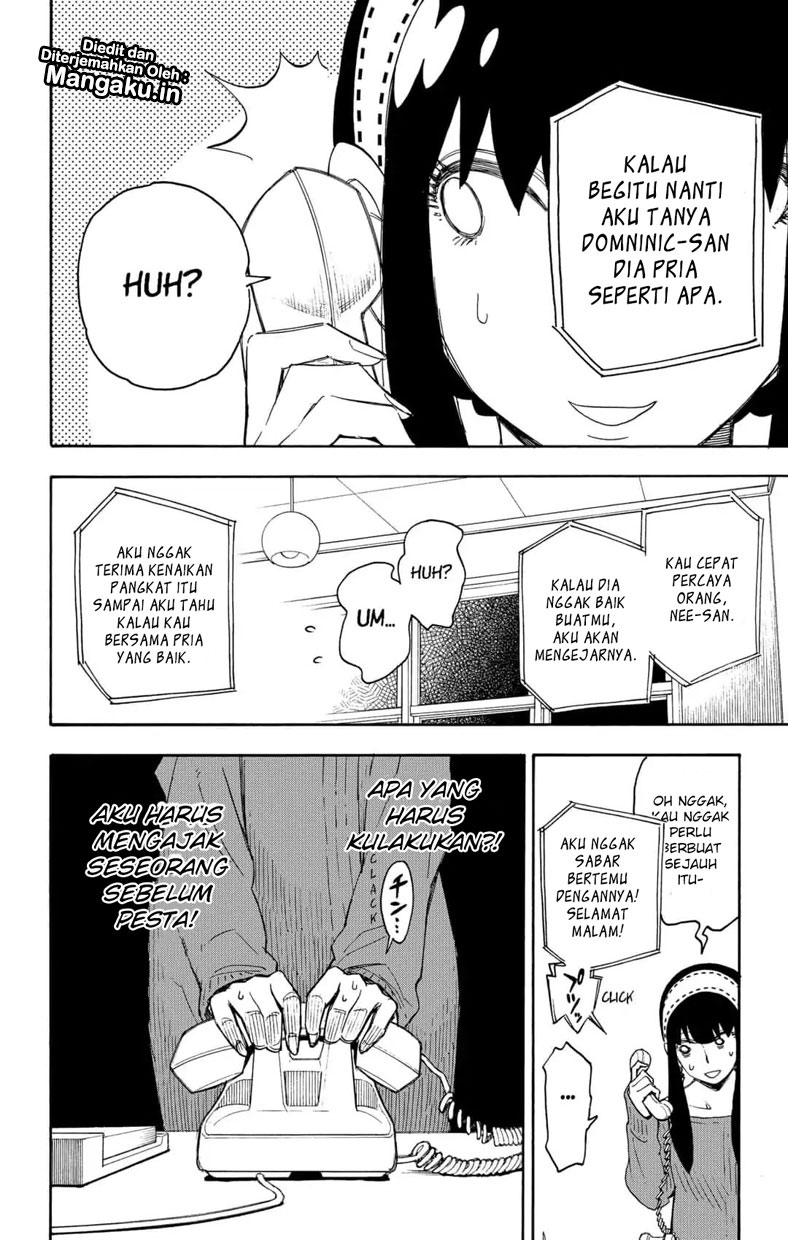 Diedit dan
Diterjemahkan Oleh :
Mangaku.in
KALAU
BEGITU NANTI
AKU TANYA
DOMNINIC-SAN
DIA PRIA
SEPERTI APA.
HUH?
KAU CEPAT
PERCAYA
ORANG,
NEE-SAN.
KALAU DIA
NGGAK BAIK
BUATMU,
AKU AKAN
MENGEJARNYA.
HUH?
UM...
AKU NGGAK
TERIMA KENAIKAN
PANGKAT ITU
SAMPAI AKU TAHU
KALAU KAU
BERSAMA PRIA
YANG BAIK.
OH NGGAK,
KAU NGGAK
PERLU
BERBUAT
SEJAUH
ITU-
AKU NGGAK
SABAR
BERTEMU
DENGANNYA!
SELAMAT
MALAM!
プツッ
CLICK
...
APA YANG
HARUS
KULAKUKAN?!
CLACK
チン...
AKU HARUS
MENGAJAK
SESEORANG
SEBELUM
PESTA!